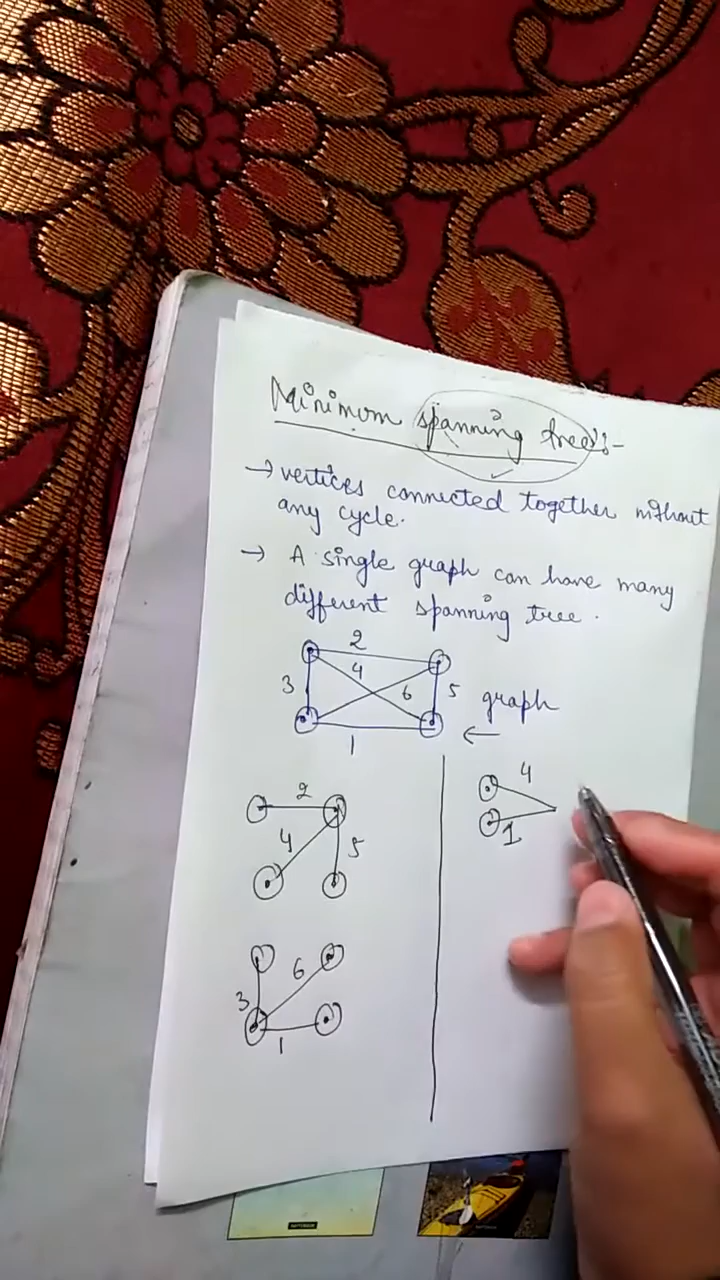 Minimum spanning tree's:-
→ vertices connected together without
any cycle.
→ A single graph can have many
different spanning tree.
2
3 4 6 5
1
graph
←
2
4 5
3 6
1
4
1